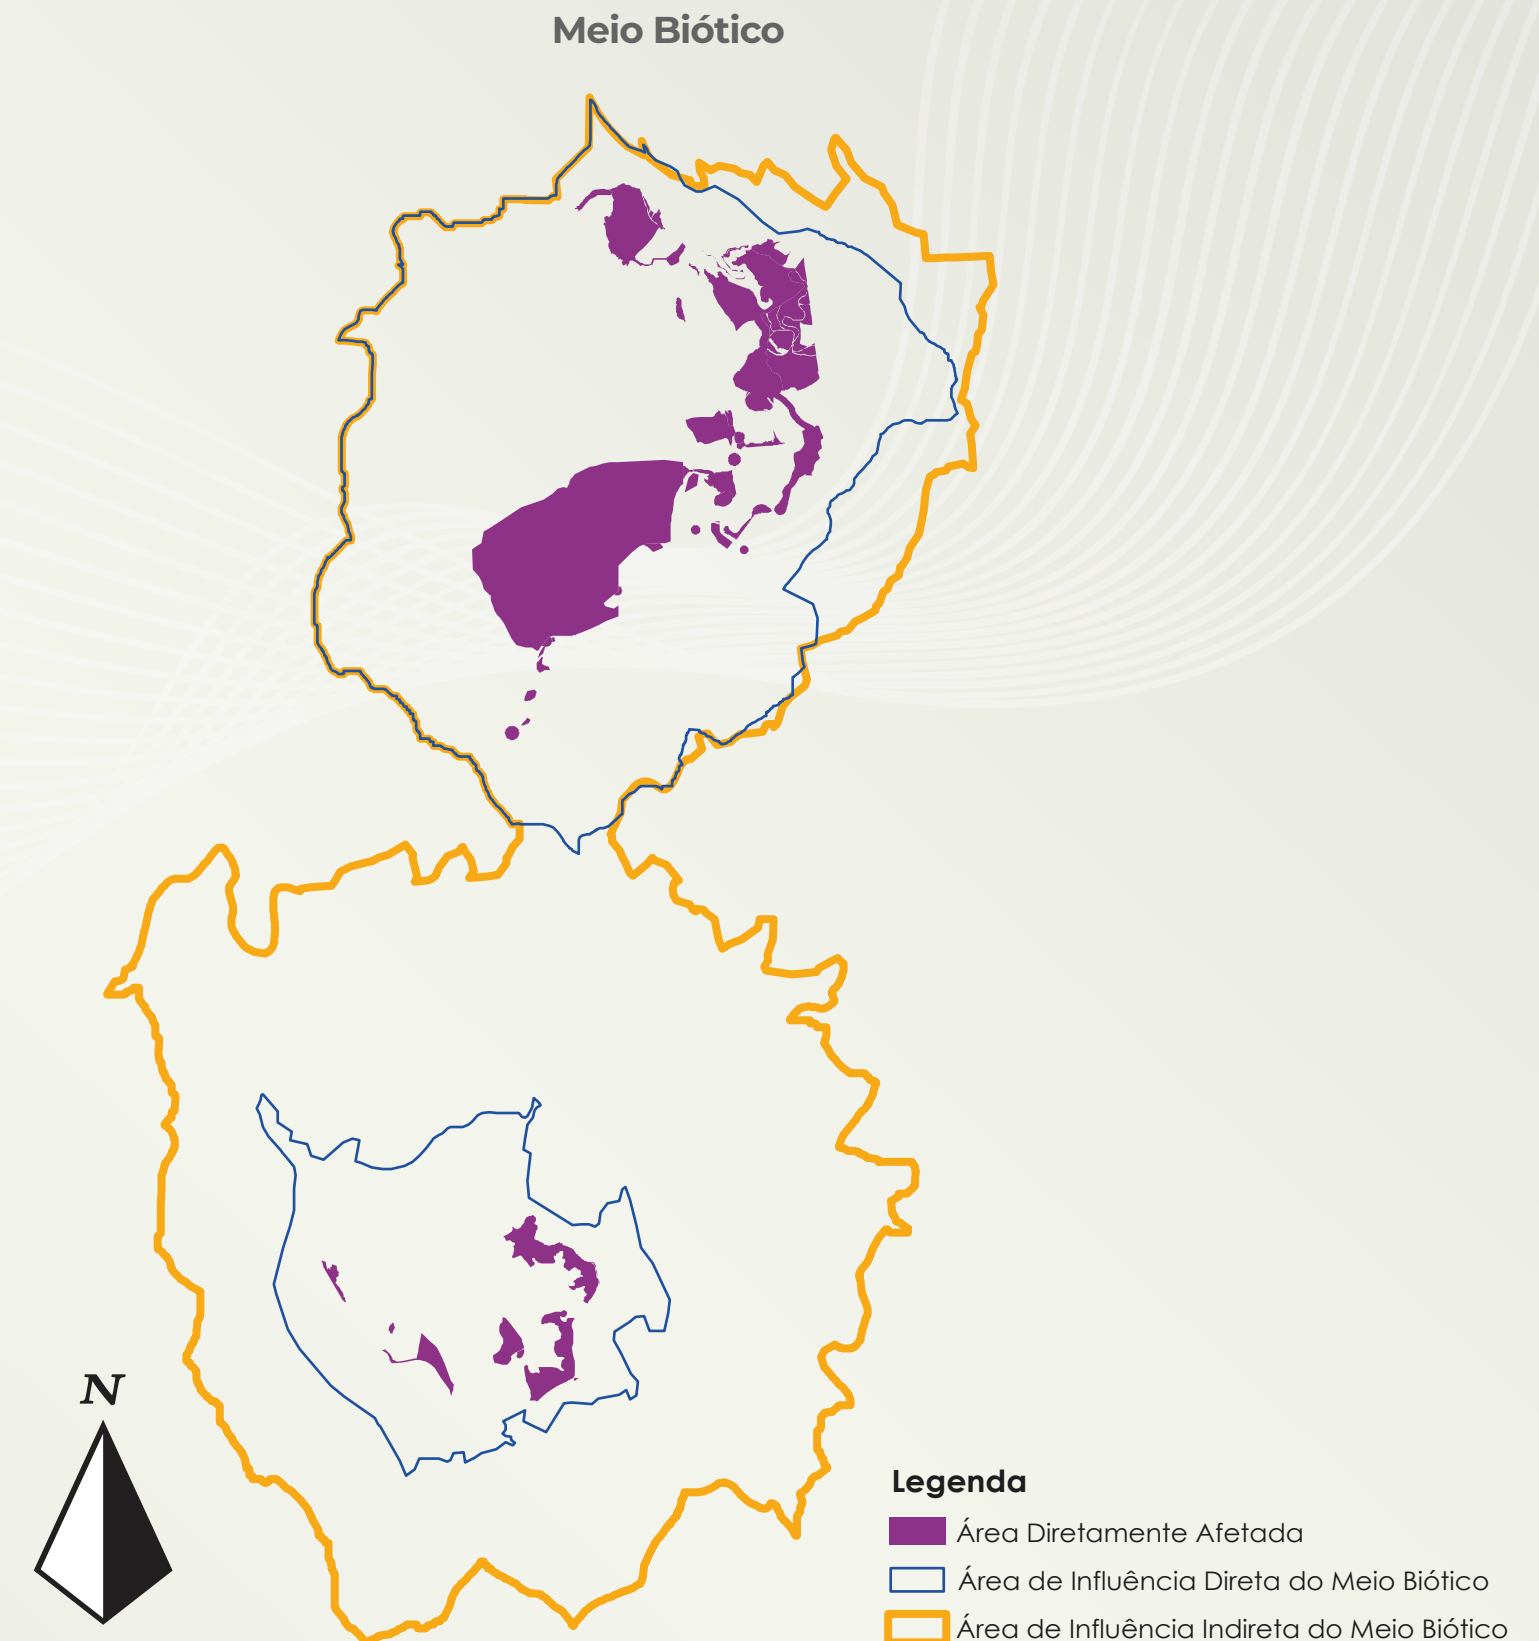 Meio Biótico
N
Legenda
Área Diretamente Afetada
Área de Influência Direta do Meio Biótico
Área de Influência Indireta do Meio Biótico